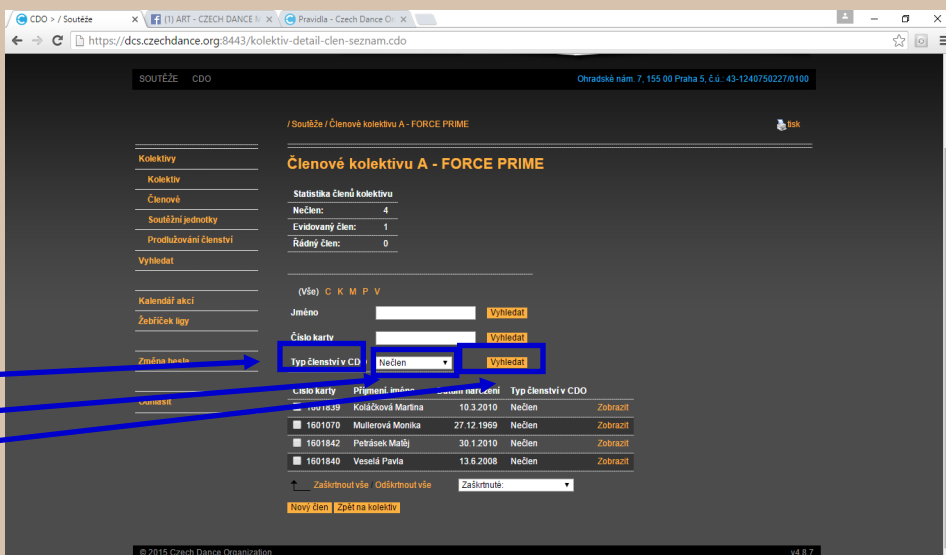 CDO > / Soutěže
(1) ART - CZECH DANCE M
Pravidla - Czech Dance Or
https://dcs.czechdance.org:8443/kolektiv-detail-clen-seznam.cdo
SOUTĚŽE CDO
Ohradské nám. 7, 155 00 Praha 5, č.ú.: 43-1240750227/0100
/ Soutěže / Členové kolektivu A - FORCE PRIME
tisk
Kolektivy
Kolektiv
Členové
Soutěžní jednotky
Prodlužování členství
Vyhledat
Kalendář akcí
Žebříček ligy
Změna hesla
Odhlásit
Členové kolektivu A - FORCE PRIME
Statistika členů kolektivu
Nečlen: 4
Evidovaný člen: 1
Řádný člen: 0
(Vše) C K M P V
Jméno Vyhledat
Číslo karty Vyhledat
Typ členství v CDO Nečlen Vyhledat
Číslo karty Příjmení, jméno Datum narození Typ členství v CDO
1601839 Koláčková Martina 10.3.2010 Nečlen Zobrazit
1601070 Mullerová Monika 27.12.1969 Nečlen Zobrazit
1601842 Petrásek Matěj 30.1.2010 Nečlen Zobrazit
1601840 Veselá Pavla 13.6.2008 Nečlen Zobrazit
Zaškrtnout vše / Odškrtnout vše Zaškrtnuté:
Nový člen Zpět na kolektiv
© 2015 Czech Dance Organization
v4.8.7